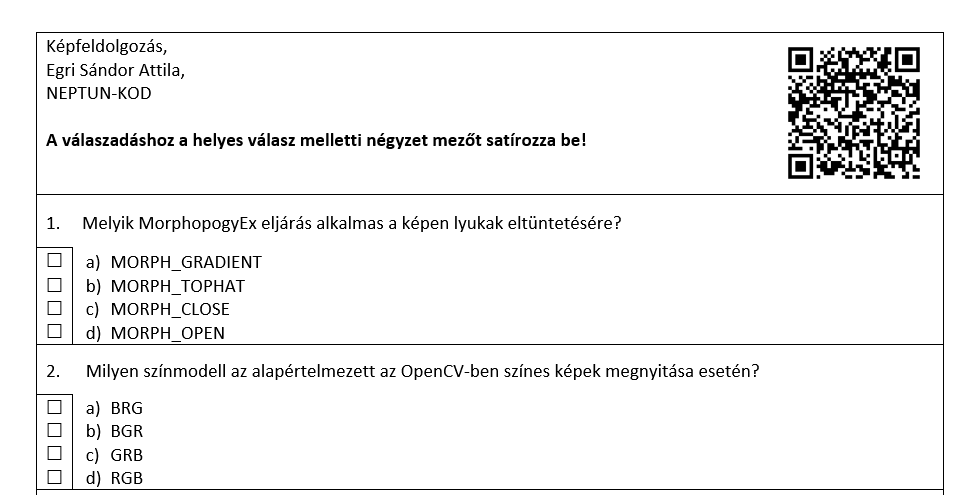 Képfeldolgozás,
Egri Sándor Attila,
NEPTUN-KOD
A válaszadáshoz a helyes válasz melletti négyzet mezőt satírozza be!
1. Melyik MorphopogyEx eljárás alkalmas a képen lyukak eltüntetésére?
☐ a) MORPH_GRADIENT
☐ b) MORPH_TOPHAT
☐ c) MORPH_CLOSE
☐ d) MORPH_OPEN
2. Milyen színmodell az alapértelmezett az OpenCV-ben színes képek megnyitása esetén?
☐ a) BRG
☐ b) BGR
☐ c) GRB
☐ d) RGB